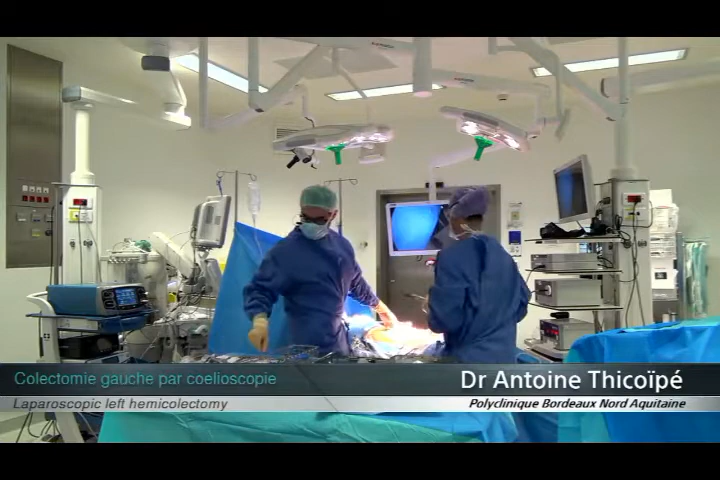 Colectomie gauche par coelioscopie
Dr Antoine Thicoïpé
Laparoscopic left hemicolectomy
Polyclinique Bordeaux Nord Aquitaine